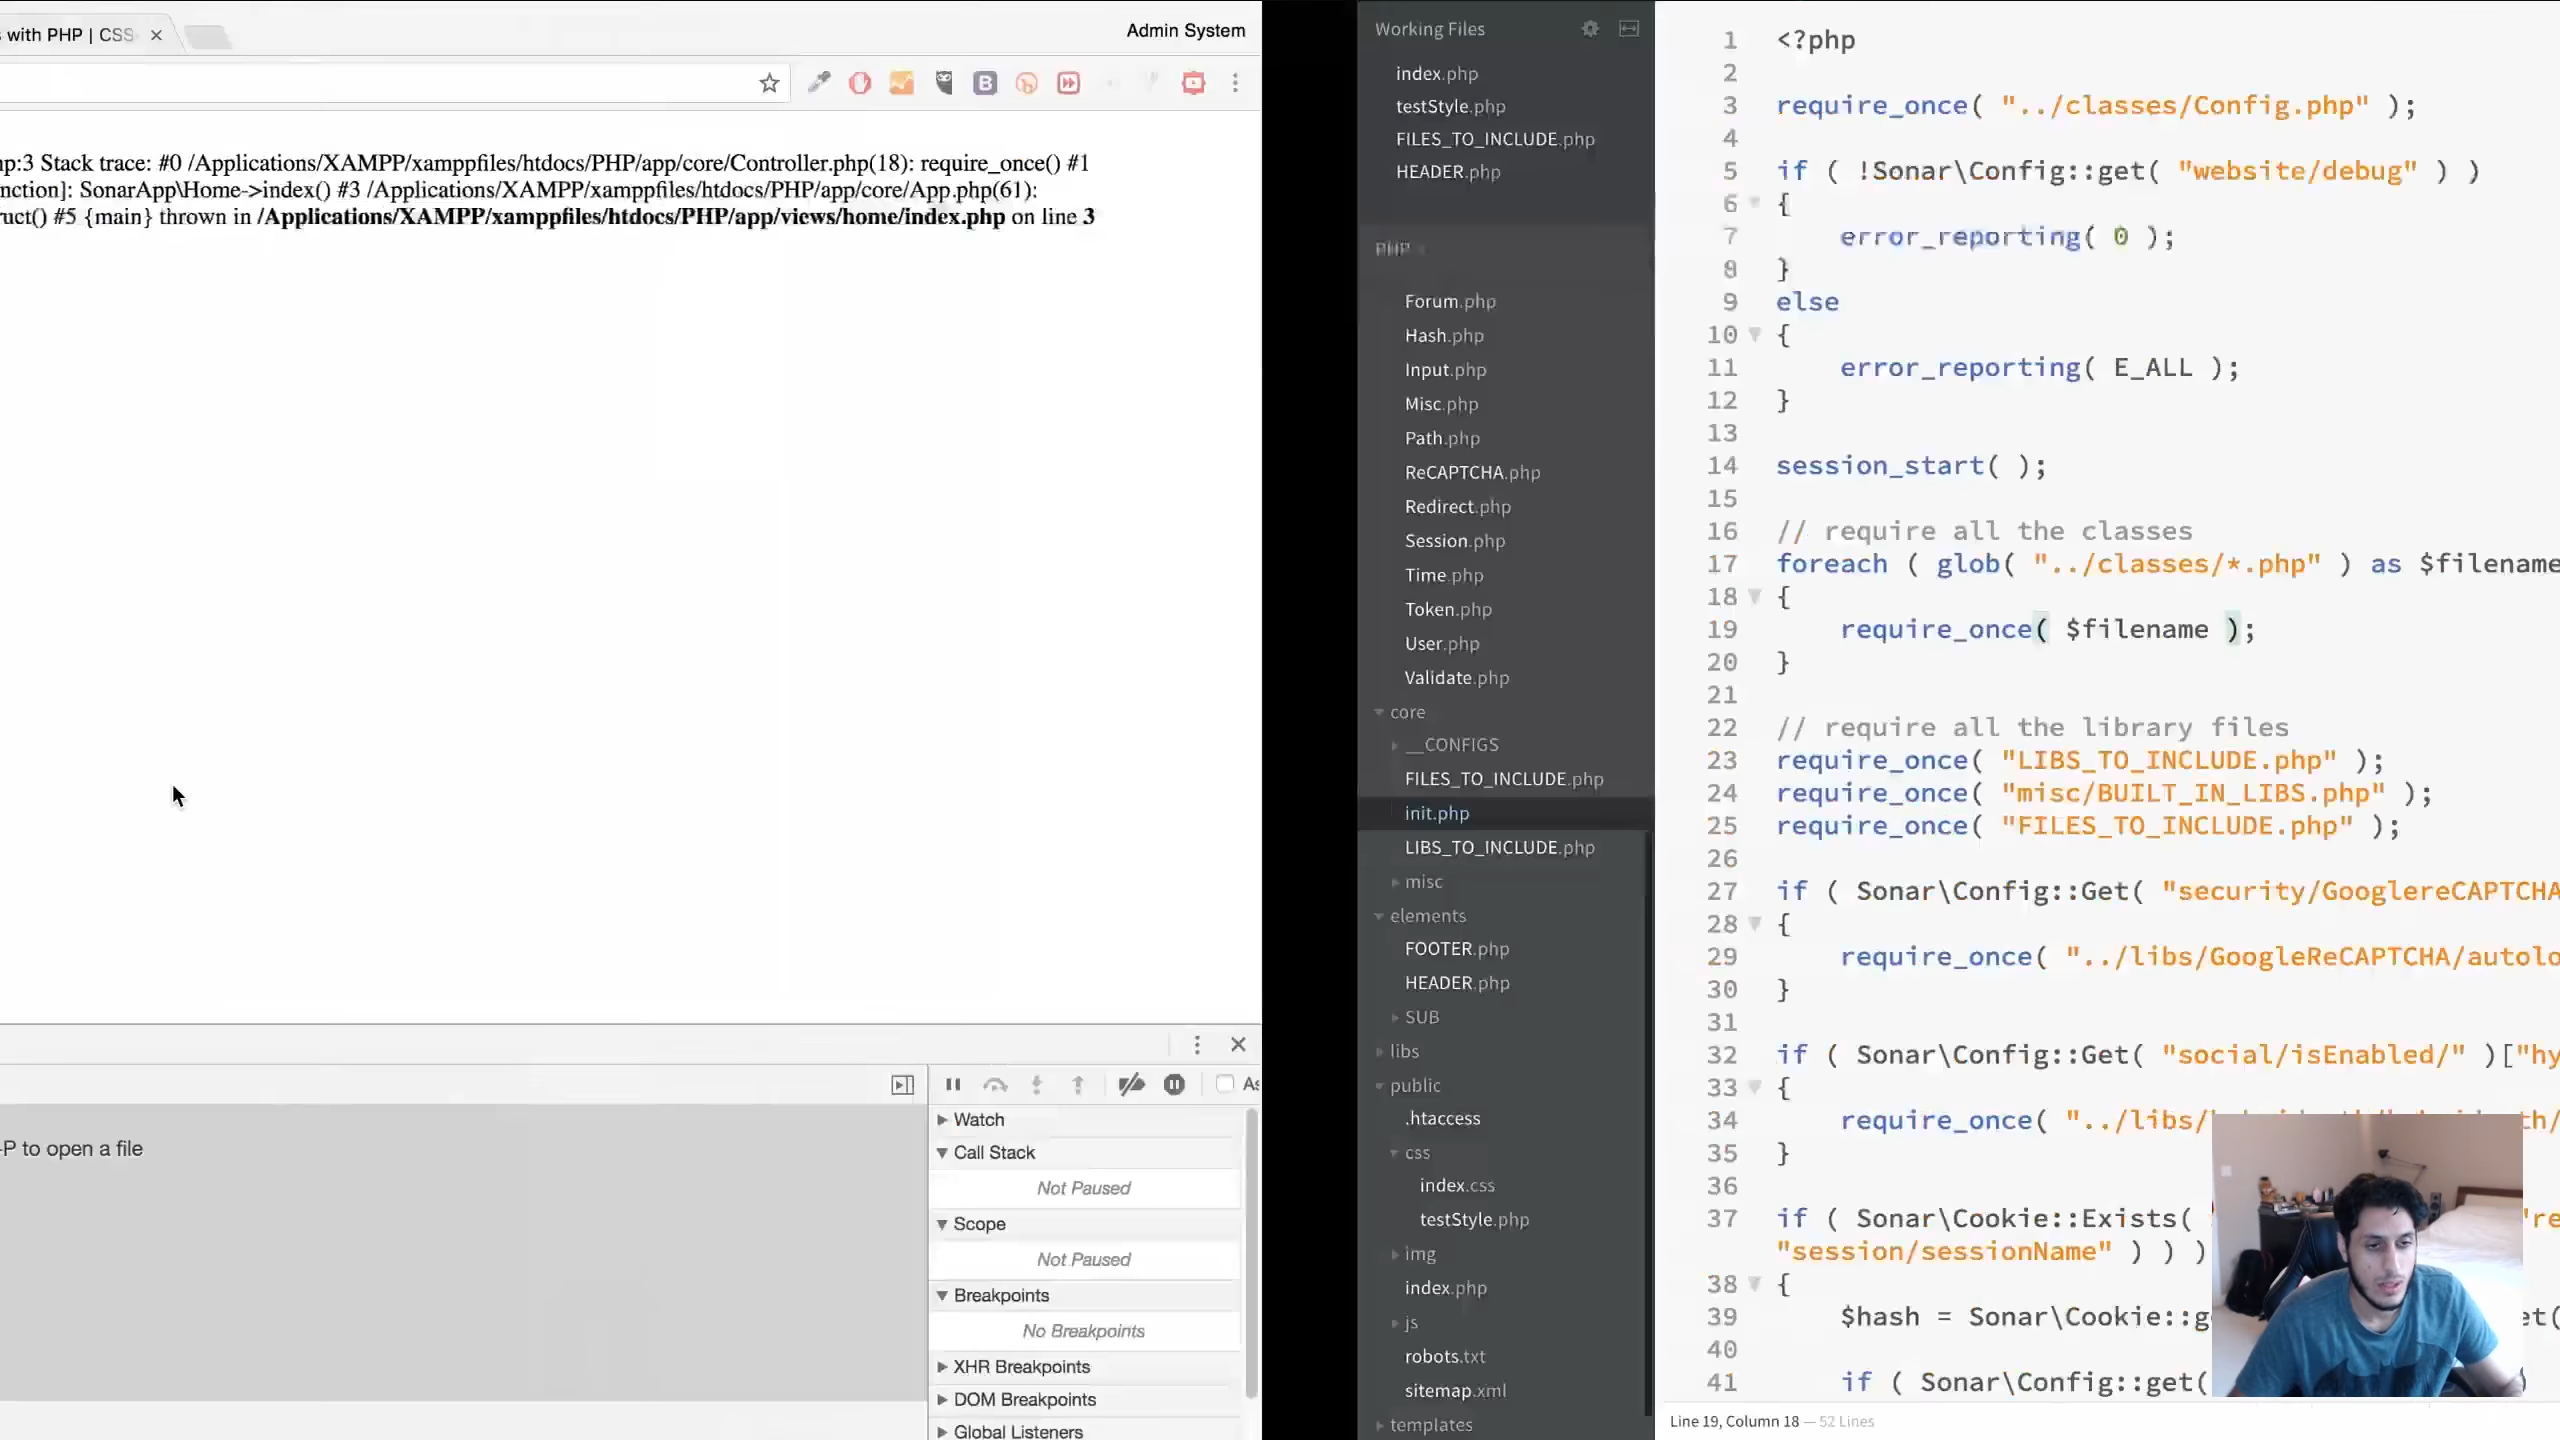 s with PHP | CSS
Admin System
np:3 Stack trace: #0 /Applications/XAMPP/xamppfiles/htdocs/PHP/app/core/Controller.php(18): require_once() #1
nction]: SonarApp\Home->index() #3 /Applications/XAMPP/xamppfiles/htdocs/PHP/app/core/App.php(61):
ruct() #5 {main} thrown in /Applications/XAMPP/xamppfiles/htdocs/PHP/app/views/home/index.php on line 3
-P to open a file
As
Watch
Call Stack
Not Paused
Scope
Not Paused
Breakpoints
No Breakpoints
XHR Breakpoints
DOM Breakpoints
Global Listeners
Working Files
index.php
testStyle.php
FILES_TO_INCLUDE.php
HEADER.php
PHP
Forum.php
Hash.php
Input.php
Misc.php
Path.php
ReCAPTCHA.php
Redirect.php
Session.php
Time.php
Token.php
User.php
Validate.php
core
__CONFIGS
FILES_TO_INCLUDE.php
init.php
LIBS_TO_INCLUDE.php
misc
elements
FOOTER.php
HEADER.php
SUB
libs
public
.htaccess
css
index.css
testStyle.php
img
index.php
js
robots.txt
sitemap.xml
templates
1 <?php
2
3 require_once( "../classes/Config.php" );
4
5 if ( !Sonar\Config::get( "website/debug" ) )
6 {
7 error_reporting( 0 );
8 }
9 else
10 {
11 error_reporting( E_ALL );
12 }
13
14 session_start( );
15
16 // require all the classes
17 foreach ( glob( "../classes/*.php" ) as $filename
18 {
19 require_once( $filename );
20 }
21
22 // require all the library files
23 require_once( "LIBS_TO_INCLUDE.php" );
24 require_once( "misc/BUILT_IN_LIBS.php" );
25 require_once( "FILES_TO_INCLUDE.php" );
26
27 if ( Sonar\Config::Get( "security/GooglereCAPTCHA
28 {
29 require_once( "../libs/GoogleReCAPTCHA/autolo
30 }
31
32 if ( Sonar\Config::Get( "social/isEnabled/" )["hy
33 {
34 require_once( "../libs/ th/
35 }
36
37 if ( Sonar\Cookie::Exists( "re
"session/sessionName" ) ) )
38 {
39 $hash = Sonar\Cookie::g et(
40
41 if ( Sonar\Config::get( )
Line 19, Column 18 — 52 Lines